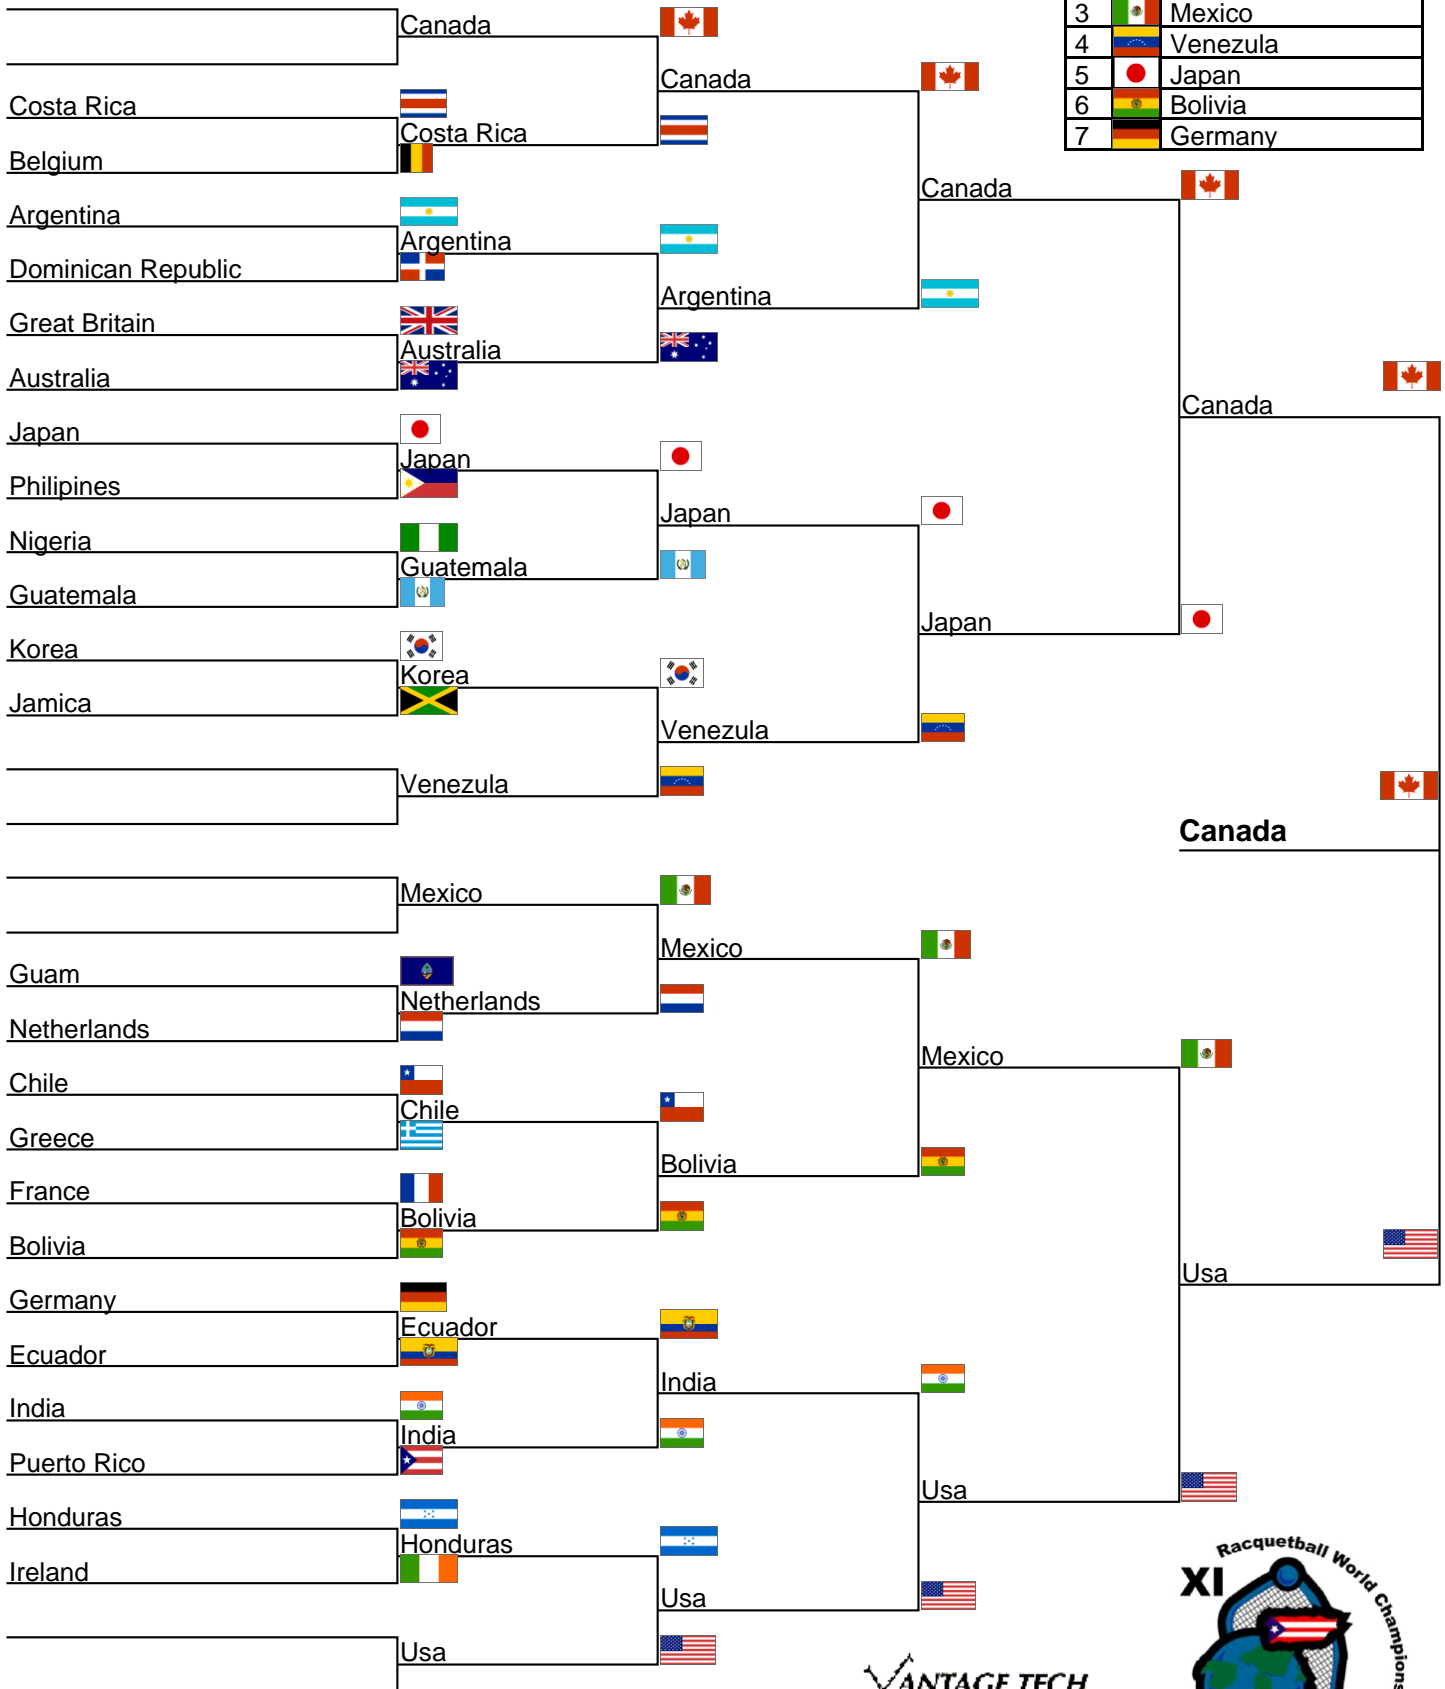 3 Mexico
4 Venezula
5 Japan
6 Bolivia
7 Germany
Canada
Canada
Costa Rica
Costa Rica
Belgium
Canada
Argentina
Argentina
Dominican Republic
Argentina
Great Britain
Australia
Australia
Canada
Japan
Japan
Philipines
Japan
Nigeria
Guatemala
Guatemala
Japan
Korea
Korea
Jamica
Venezula
Venezula
Canada
Mexico
Mexico
Guam
Netherlands
Netherlands
Mexico
Chile
Chile
Greece
Bolivia
France
Bolivia
Bolivia
Usa
Germany
Ecuador
Ecuador
India
India
India
Puerto Rico
Usa
Honduras
Honduras
Ireland
Usa
Usa
XI Racquetball World Champions
VANTAGE TECH